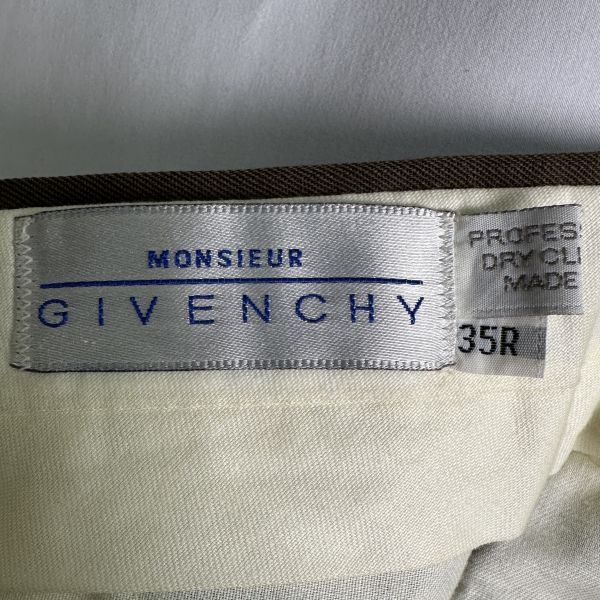 MONSIEUR
GIVENCHY
PROFES
DRY CL
MADE
35R